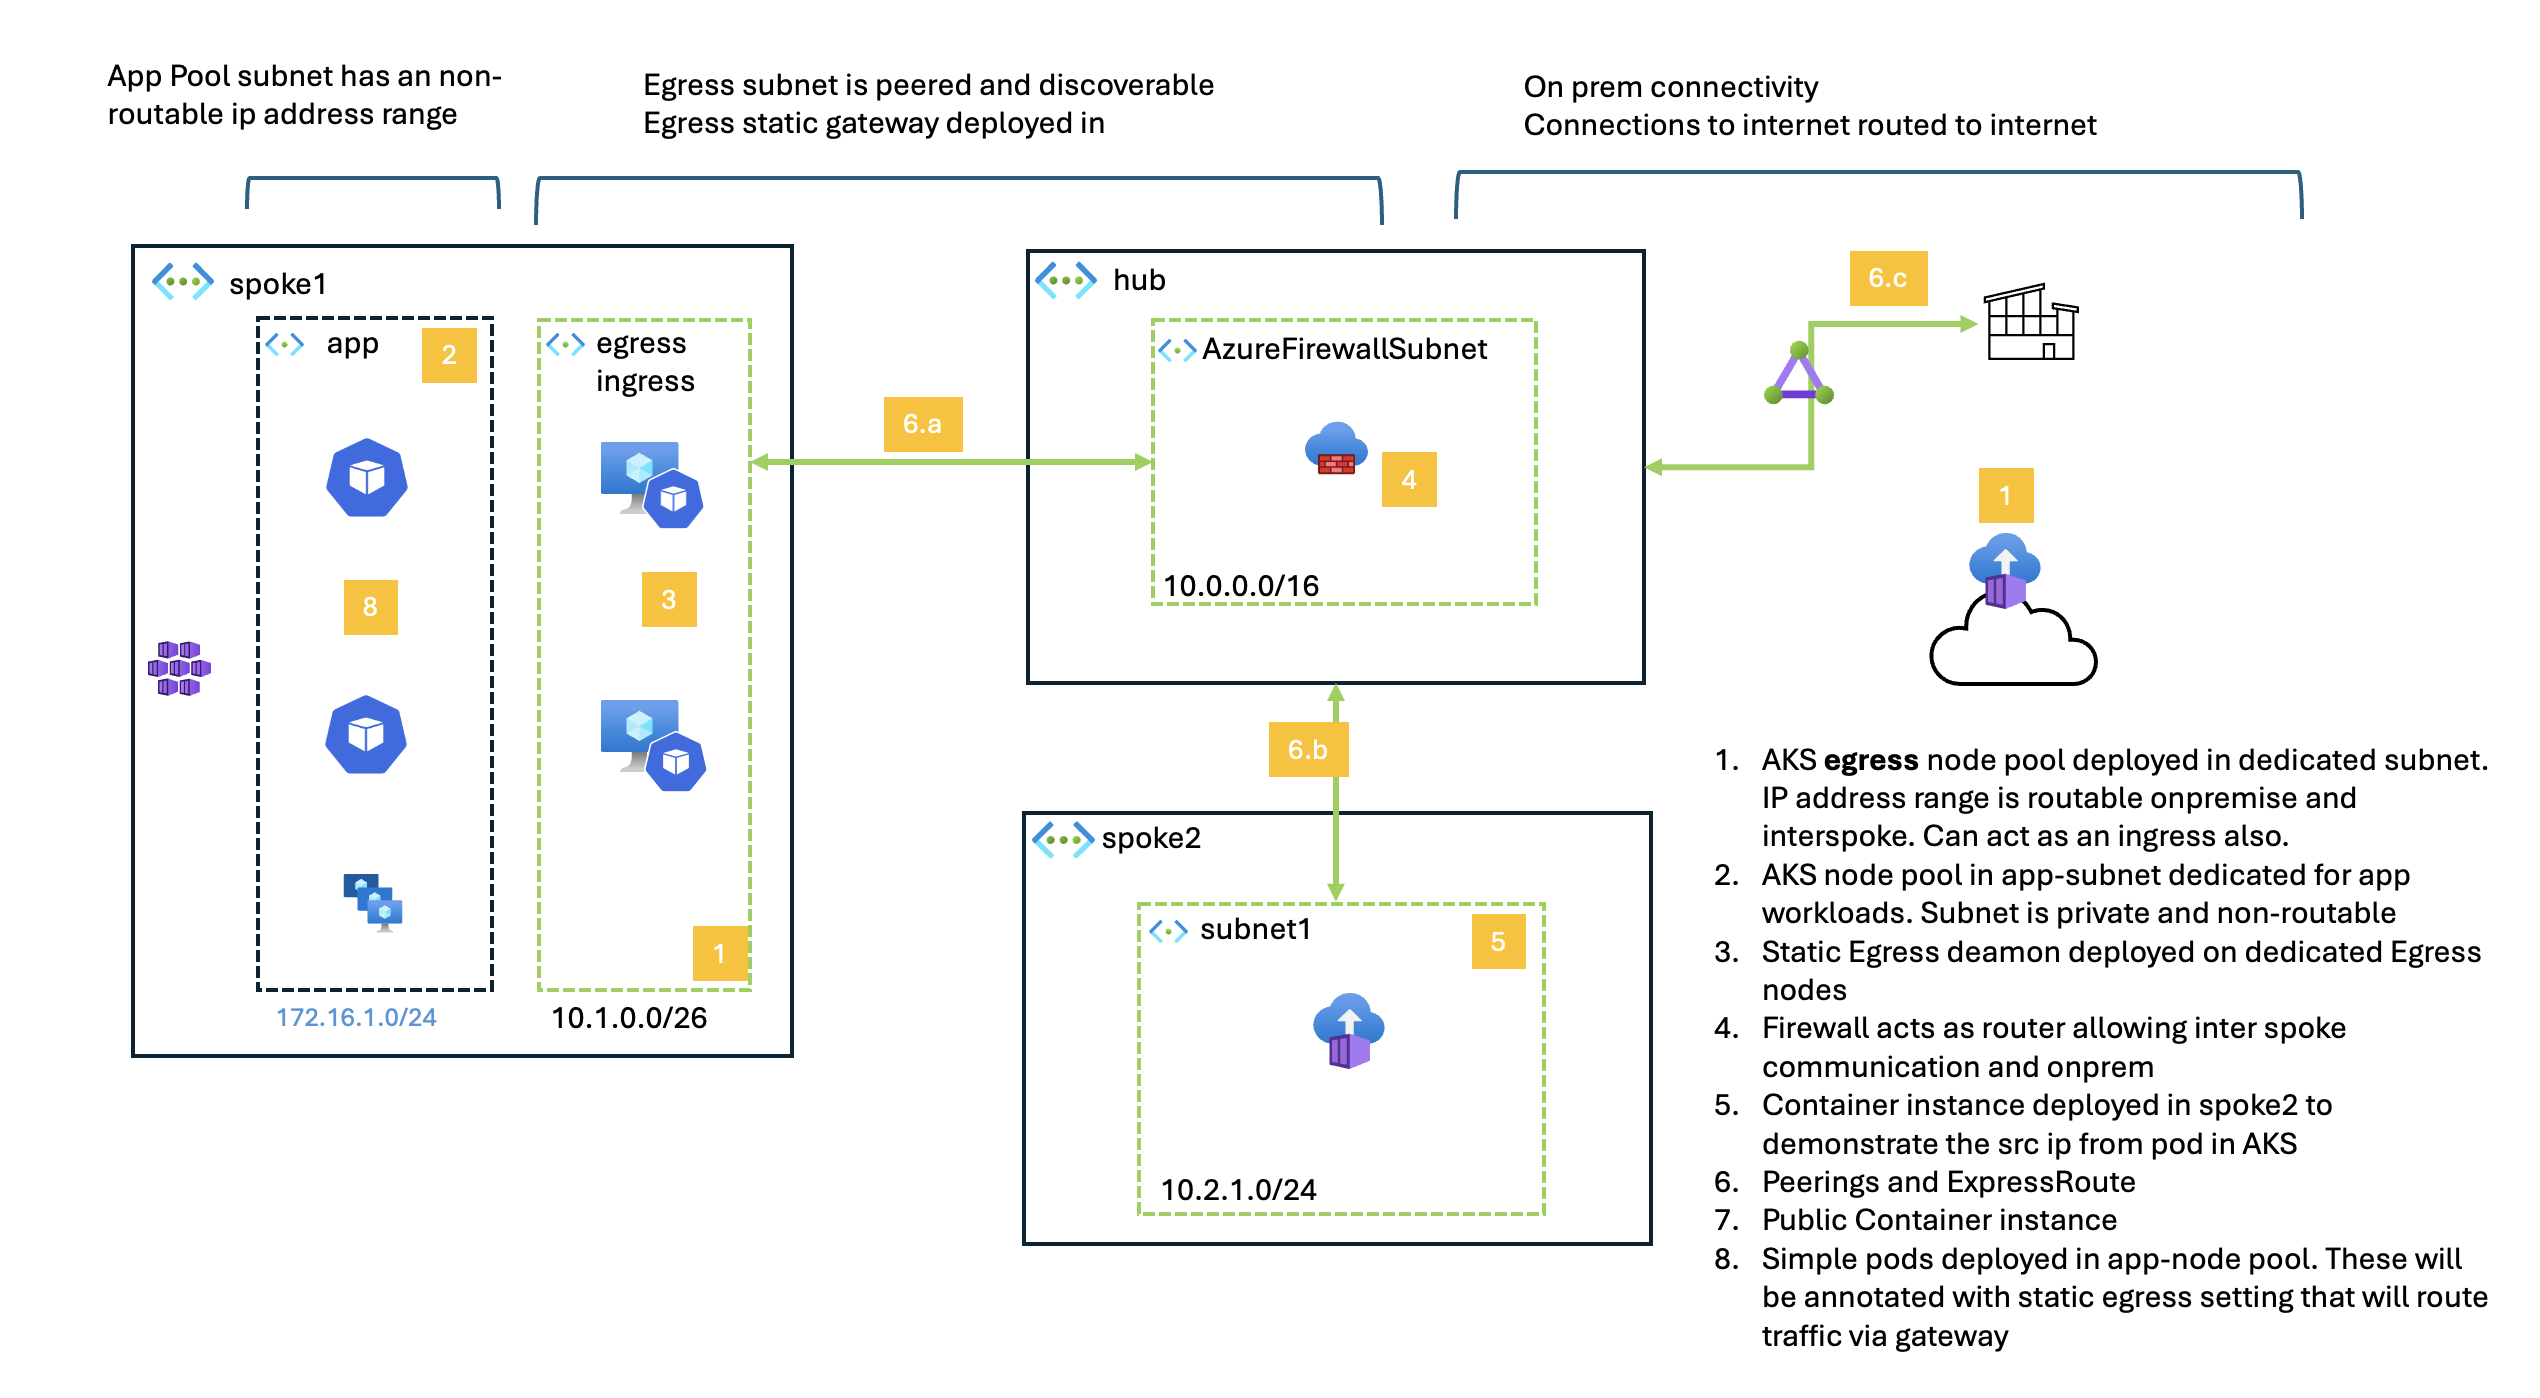 App Pool subnet has an non-
routable ip address range
Egress subnet is peered and discoverable
Egress static gateway deployed in
On prem connectivity
Connections to internet routed to internet
spoke1
app
2
8
172.16.1.0/24
egress
ingress
3
1
10.1.0.0/26
6.a
hub
AzureFirewallSubnet
4
10.0.0.0/16
6.b
spoke2
subnet1
5
10.2.1.0/24
6.c
1
1. AKS egress node pool deployed in dedicated subnet.
IP address range is routable onpremise and
interspoke. Can act as an ingress also.
2. AKS node pool in app-subnet dedicated for app
workloads. Subnet is private and non-routable
3. Static Egress deamon deployed on dedicated Egress
nodes
4. Firewall acts as router allowing inter spoke
communication and onprem
5. Container instance deployed in spoke2 to
demonstrate the src ip from pod in AKS
6. Peerings and ExpressRoute
7. Public Container instance
8. Simple pods deployed in app-node pool. These will
be annotated with static egress setting that will route
traffic via gateway